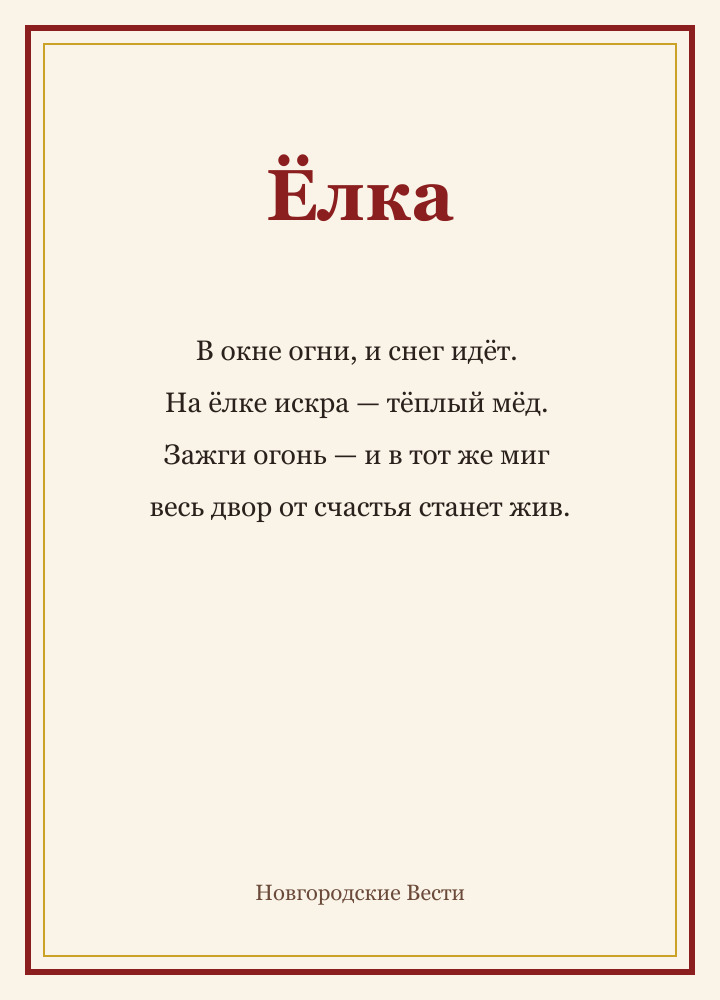 Ёлка
В окне огни, и снег идёт.
На ёлке искра — тёплый мёд.
Зажги огонь — и в тот же миг
весь двор от счастья станет жив.
Новгородские Вести